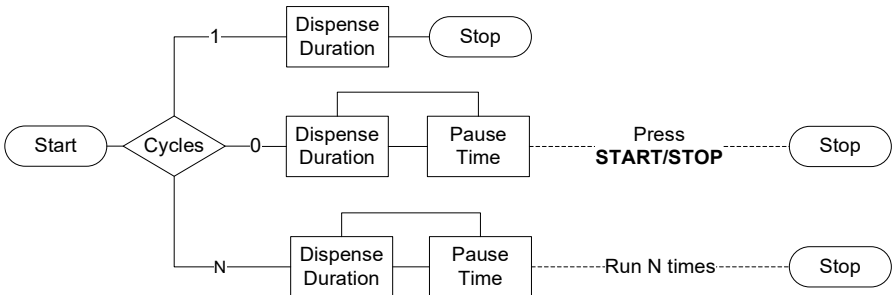 1
Dispense
Duration
Stop
Start
Cycles
0
Dispense
Duration
Pause
Time
Press
START/STOP
Stop
N
Dispense
Duration
Pause
Time
Run N times
Stop